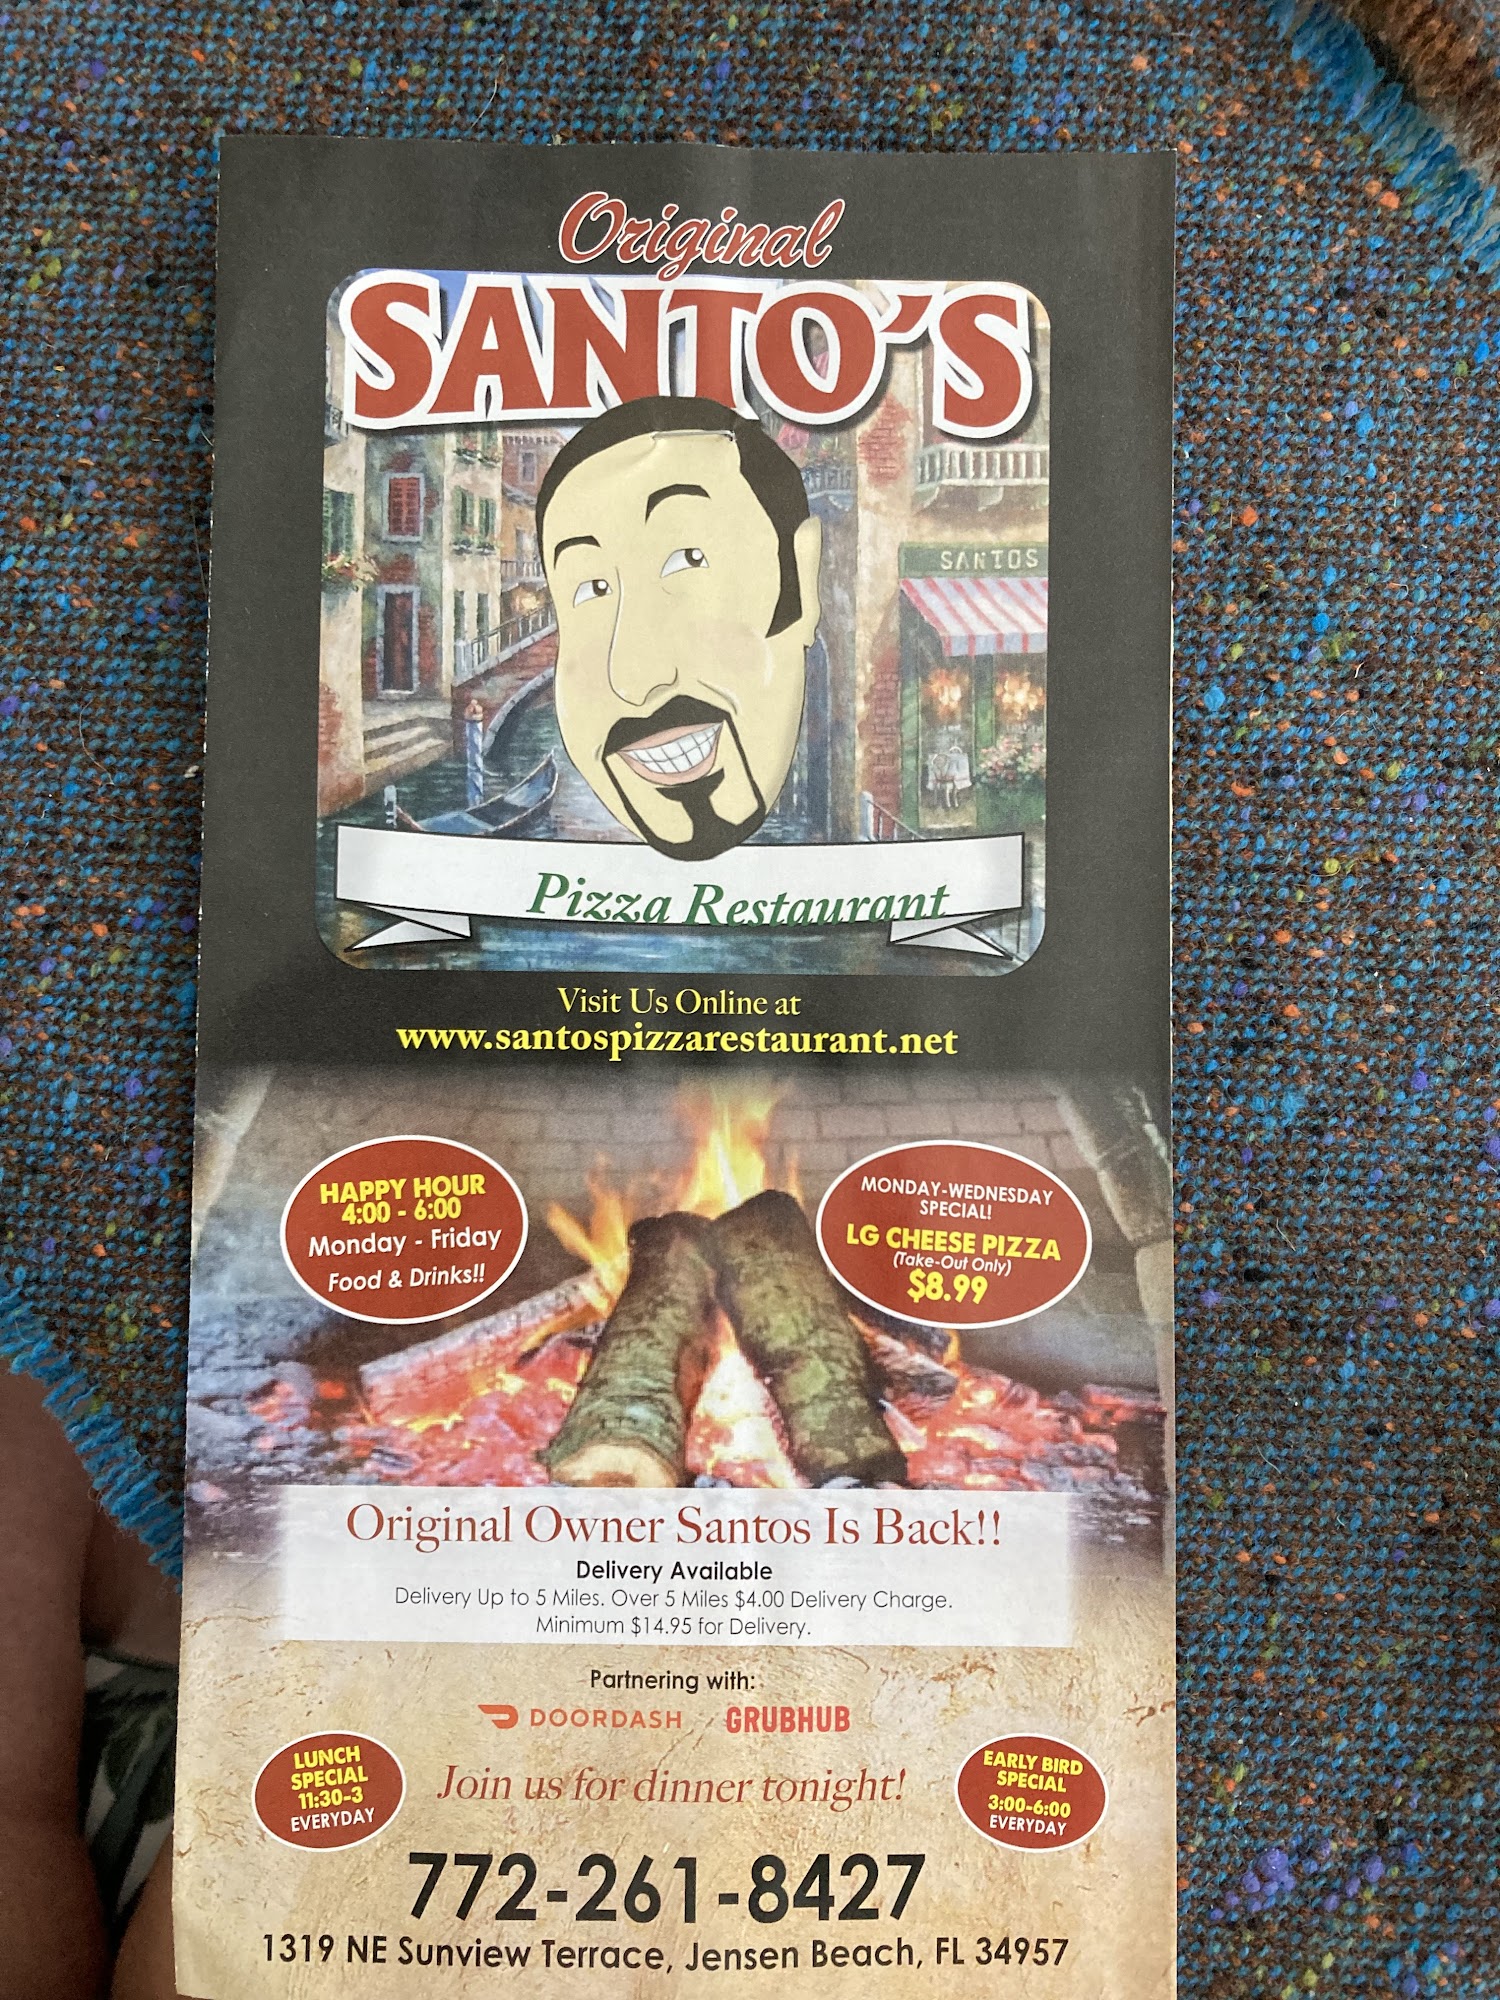 Original
SANTO'S
SANTOS
Pizza Restaurant
Visit Us Online at
www.santospizzarestaurant.net
HAPPY HOUR
4:00 - 6:00
Monday - Friday
Food & Drinks!!
MONDAY-WEDNESDAY
SPECIAL!
LG CHEESE PIZZA
(Take-Out Only)
$8.99
Original Owner Santos Is Back!!
Delivery Available
Delivery Up to 5 Miles. Over 5 Miles $4.00 Delivery Charge.
Minimum $14.95 for Delivery.
Partnering with:
DOORDASH GRUBHUB
LUNCH
SPECIAL
11:30-3
EVERYDAY
Join us for dinner tonight!
EARLY BIRD
SPECIAL
3:00-6:00
EVERYDAY
772-261-8427
1319 NE Sunview Terrace, Jensen Beach, FL 34957